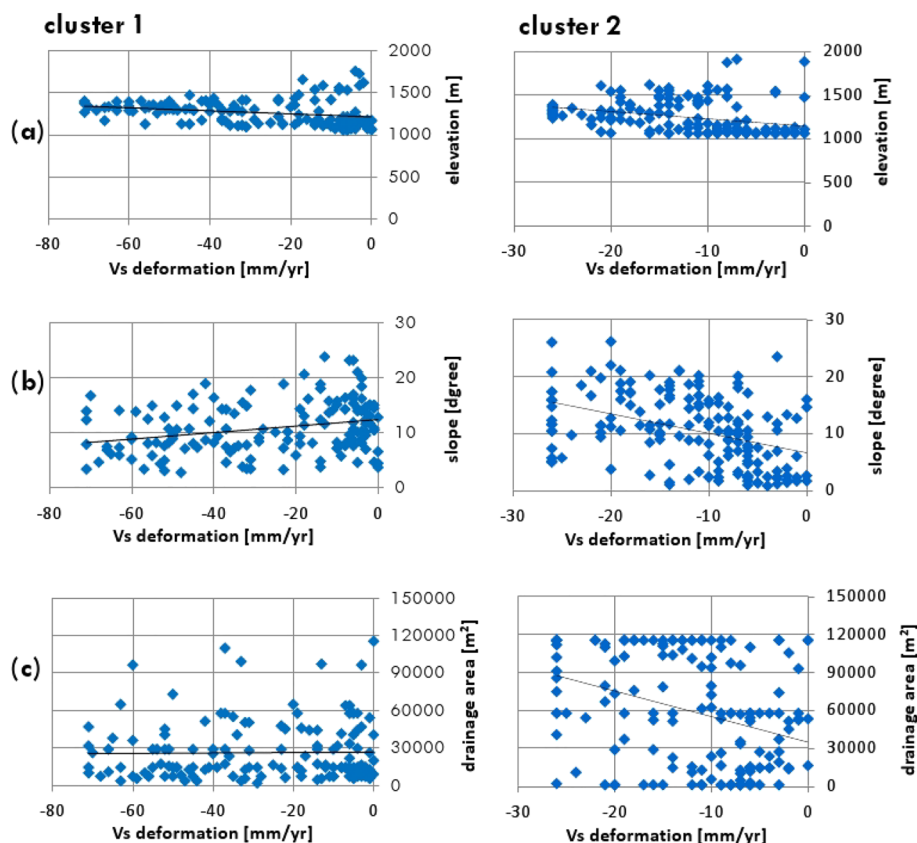 cluster 1
cluster 2
(a)
2000
1500
1000
500
0
elevation [m]
-80 -60 -40 -20 0
Vs deformation [mm/yr]
2000
1500
1000
500
0
elevation [m]
-30 -20 -10 0
Vs deformation [mm/yr]
(b)
30
20
10
0
slope [dgree]
-80 -60 -40 -20 0
Vs deformation [mm/yr]
30
20
10
0
slope [degree]
-30 -20 -10 0
Vs deformation [mm/yr]
(c)
150000
120000
90000
60000
30000
0
drainage area [m²]
-80 -60 -40 -20 0
Vs deformation [mm/yr]
150000
120000
90000
60000
30000
0
drainage area [m²]
-30 -20 -10 0
Vs deformation [mm/yr]